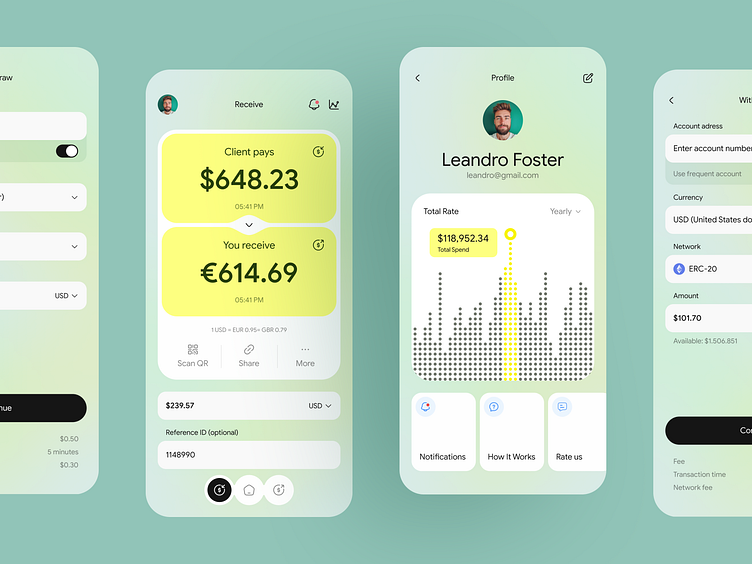 raw
r)
USD
nue
$0.50
5 minutes
$0.30
Receive
Client pays
$648.23
05:41 PM
You receive
€614.69
05:41 PM
1 USD = EUR 0.95= GBR 0.79
Scan QR
Share
More
$239.57
USD
Reference ID (optional)
1148990
Profile
Leandro Foster
leandro@gmail.com
Total Rate
Yearly
$118,952.34
Total Spend
Notifications
How It Works
Rate us
With
Account adress
Enter account number
Use frequent account
Currency
USD (United States do
Network
ERC-20
Amount
$101.70
Available: $1.506.851
Con
Fee
Transaction time
Network fee